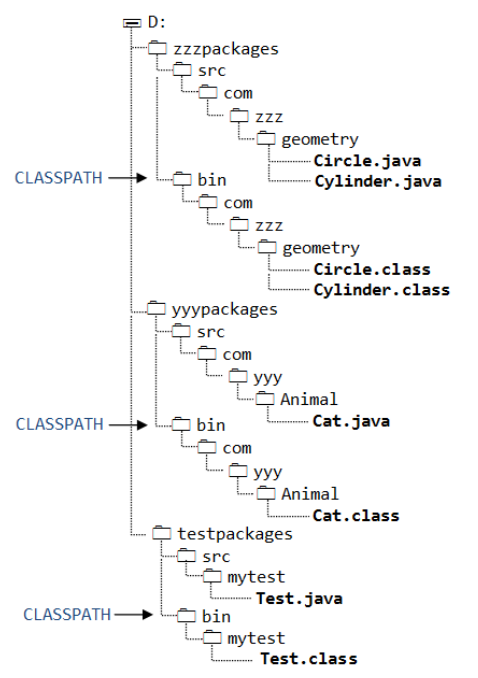 D:
zzzpackages
src
com
zzz
geometry
Circle.java
Cylinder.java
CLASSPATH bin
com
zzz
geometry
Circle.class
Cylinder.class
yyypackages
src
com
yyy
Animal
Cat.java
CLASSPATH bin
com
yyy
Animal
Cat.class
testpackages
src
mytest
Test.java
CLASSPATH bin
mytest
Test.class